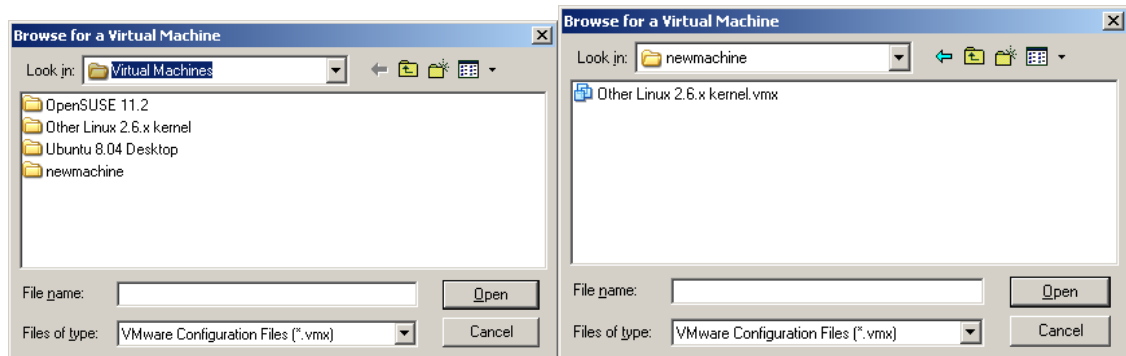 Browse for a Virtual Machine
Look in: Virtual Machines
OpenSUSE 11.2
Other Linux 2.6.x kernel
Ubuntu 8.04 Desktop
newmachine
File name:
Open
Files of type: VMware Configuration Files (*.vmx)
Cancel
Browse for a Virtual Machine
Look in: newmachine
Other Linux 2.6.x kernel.vmx
File name:
Open
Files of type: VMware Configuration Files (*.vmx)
Cancel